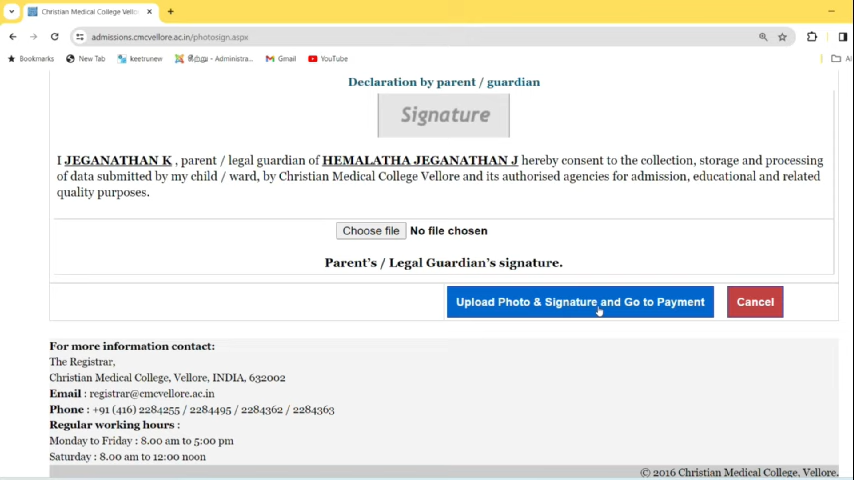 Christian Medical College Vello
admissions.cmcvellore.ac.in/photosign.aspx
Bookmarks New Tab keetrunew கீற்று - Administra... Gmail YouTube
Declaration by parent / guardian
Signature
I JEGANATHAN K , parent / legal guardian of HEMALATHA JEGANATHAN J hereby consent to the collection, storage and processing
of data submitted by my child / ward, by Christian Medical College Vellore and its authorised agencies for admission, educational and related
quality purposes.
Choose file No file chosen
Parent's / Legal Guardian's signature.
Upload Photo & Signature and Go to Payment Cancel
For more information contact:
The Registrar,
Christian Medical College, Vellore, INDIA, 632002
Email : registrar@cmcvellore.ac.in
Phone : +91 (416) 2284255 / 2284495 / 2284362 / 2284363
Regular working hours :
Monday to Friday : 8.00 am to 5:00 pm
Saturday : 8.00 am to 12:00 noon
© 2016 Christian Medical College, Vellore.